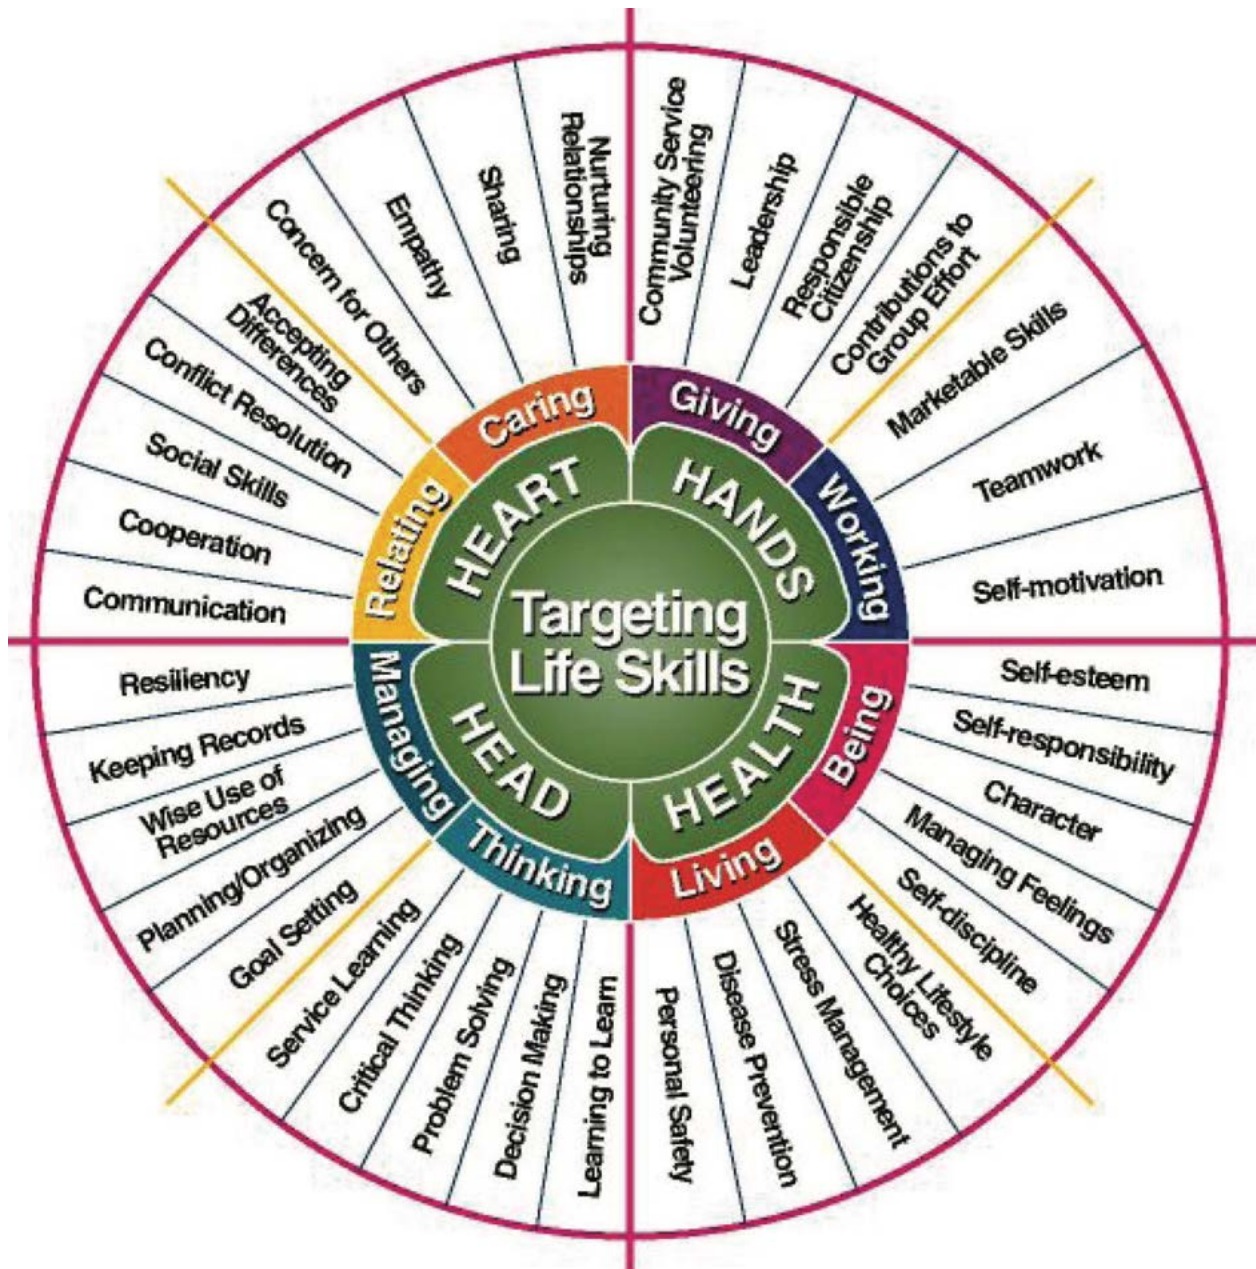 Targeting
Life Skills
HEART
HANDS
HEALTH
HEAD
Caring
Giving
Working
Being
Living
Thinking
Managing
Relating
Nurturing
Relationships
Sharing
Empathy
Concern for Others
Accepting
Differences
Conflict Resolution
Social Skills
Cooperation
Communication
Community Service
Volunteering
Leadership
Responsible
Citizenship
Contributions to
Group Effort
Marketable Skills
Teamwork
Self-motivation
Self-esteem
Self-responsibility
Character
Managing Feelings
Self-discipline
Healthy Lifestyle
Choices
Stress Management
Disease Prevention
Personal Safety
Learning to Learn
Decision Making
Problem Solving
Critical Thinking
Service Learning
Goal Setting
Planning/Organizing
Wise Use of
Resources
Keeping Records
Resiliency